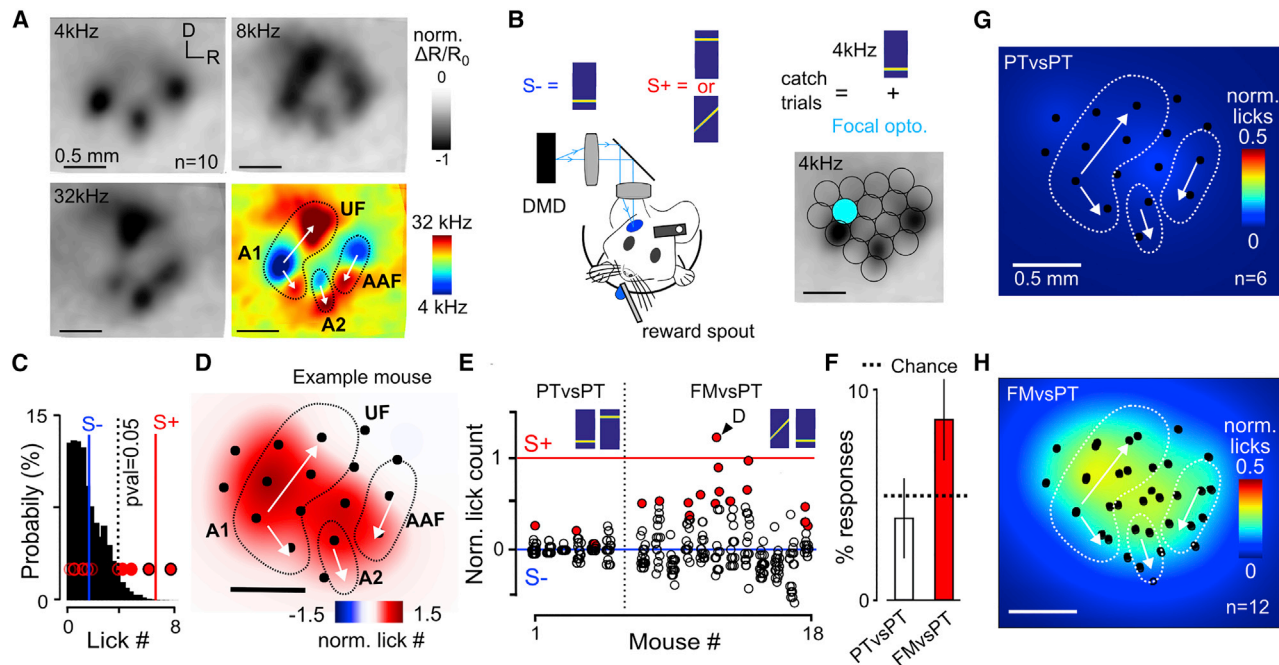 A
4kHz
D
R
8kHz
norm.
ΔR/R0
0
-1
0.5 mm
n=10
32kHz
UF
A1
AAF
A2
32 kHz
4 kHz
B
S- =
S+ = or
4kHz
catch
trials
=
+
Focal opto.
DMD
reward spout
4kHz
C
S-
S+
pval=0.05
15
0
Probabily (%)
0
8
Lick #
D
Example mouse
UF
A1
AAF
A2
-1.5
1.5
norm. lick #
E
PTvsPT
FMvsPT
D
S+
1
0
S-
Norm. lick count
1
18
Mouse #
F
Chance
10
0
% responses
PTvsPT
FMvsPT
G
PTvsPT
norm.
licks
0.5
0
0.5 mm
n=6
H
FMvsPT
norm.
licks
0.5
0
n=12